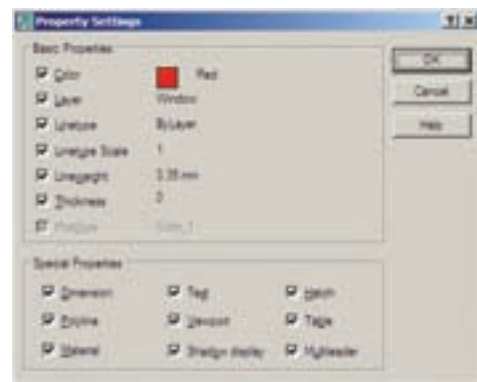 Property Settings
Basic Properties
Color Red
Layer Window
Linetype ByLayer
Linetype Scale 1
Lineweight 0.35 mm
Thickness 0
OK
Cancel
Help
Special Properties
Dimension Text Hatch
Polyline Viewport Table
Material Shadow display Multileader